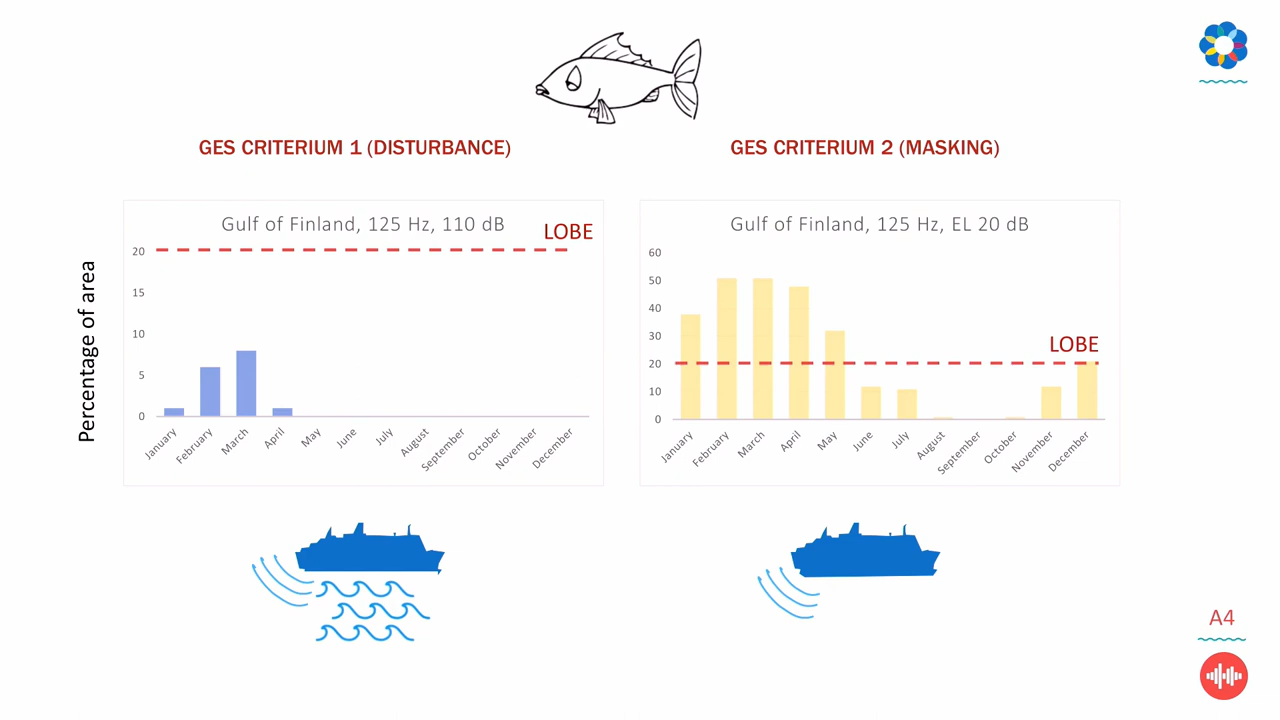 GES CRITERIUM 1 (DISTURBANCE)
GES CRITERIUM 2 (MASKING)
Percentage of area
Gulf of Finland, 125 Hz, 110 dB
LOBE
20
15
10
5
0
January
February
March
April
May
June
July
August
September
October
November
December
Gulf of Finland, 125 Hz, EL 20 dB
60
50
40
30
LOBE
20
10
0
January
February
March
April
May
June
July
August
September
October
November
December
A4